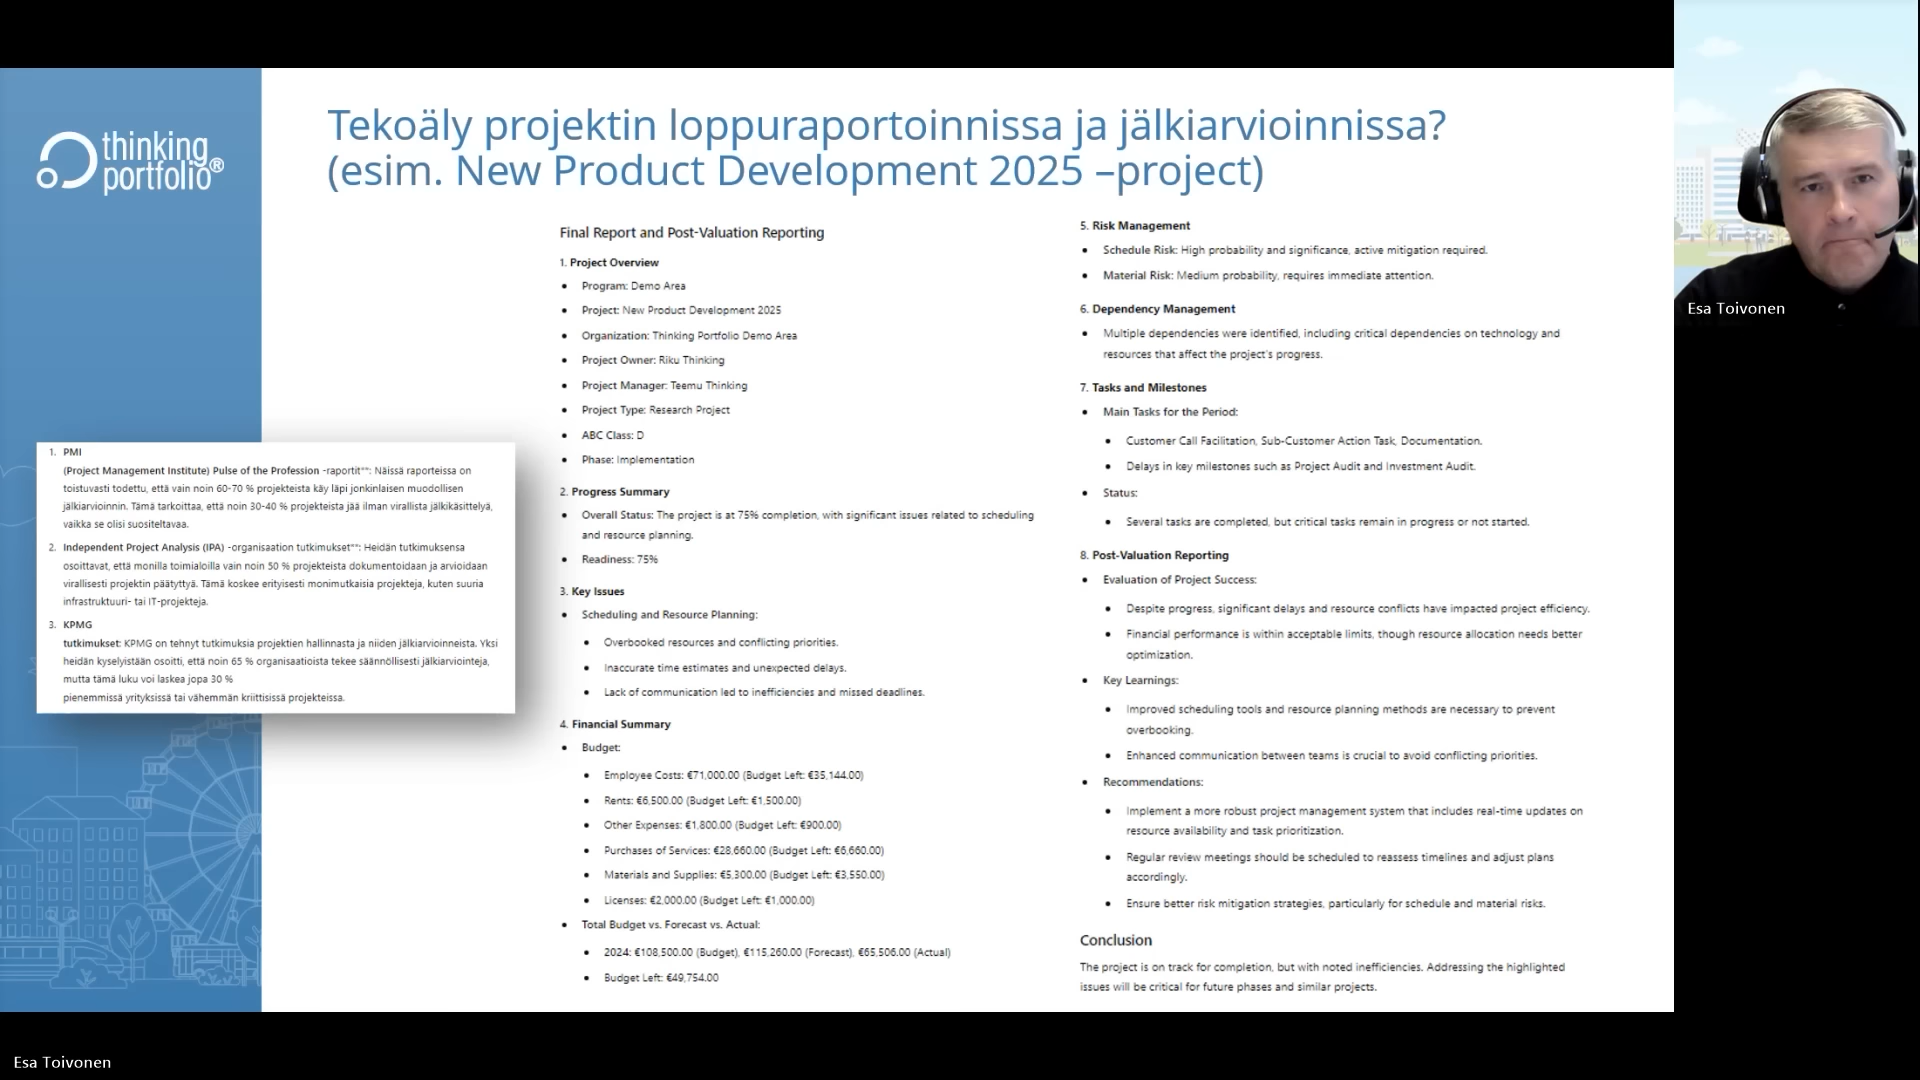 thinking
portfolio®
Tekoäly projektin loppuraportoinnissa ja jälkiarvioinnissa?
(esim. New Product Development 2025 –project)
1. PMI
(Project Management Institute) Pulse of the Profession -raportit**: Näissä raporteissa on
toistuvasti todettu, että vain noin 60-70 % projekteista käy läpi jonkinlaisen muodollisen
jälkiarvioinnin. Tämä tarkoittaa, että noin 30-40 % projekteista jää ilman virallista jälkikäsittelyä,
vaikka se olisi suositeltavaa.
2. Independent Project Analysis (IPA) -organisaation tutkimukset**: Heidän tutkimuksensa
osoittavat, että monilla toimialoilla vain noin 50 % projekteista dokumentoidaan ja arvioidaan
virallisesti projektin päätyttyä. Tämä koskee erityisesti monimutkaisia projekteja, kuten suuria
infrastruktuuri- tai IT-projekteja.
3. KPMG
tutkimukset: KPMG on tehnyt tutkimuksia projektien hallinnasta ja niiden jälkiarvioinneista. Yksi
heidän kyselyistään osoitti, että noin 65 % organisaatioista tekee säännöllisesti jälkiarviointeja,
mutta tämä luku voi laskea jopa 30 %
pienemmissä yrityksissä tai vähemmän kriittisissä projekteissa.
Final Report and Post-Valuation Reporting
1. Project Overview
• Program: Demo Area
• Project: New Product Development 2025
• Organization: Thinking Portfolio Demo Area
• Project Owner: Riku Thinking
• Project Manager: Teemu Thinking
• Project Type: Research Project
• ABC Class: D
• Phase: Implementation
2. Progress Summary
• Overall Status: The project is at 75% completion, with significant issues related to scheduling
and resource planning.
• Readiness: 75%
3. Key Issues
• Scheduling and Resource Planning:
• Overbooked resources and conflicting priorities.
• Inaccurate time estimates and unexpected delays.
• Lack of communication led to inefficiencies and missed deadlines.
4. Financial Summary
• Budget:
• Employee Costs: €71,000.00 (Budget Left: €35,144.00)
• Rents: €6,500.00 (Budget Left: €1,500.00)
• Other Expenses: €1,800.00 (Budget Left: €900.00)
• Purchases of Services: €28,660.00 (Budget Left: €6,660.00)
• Materials and Supplies: €5,300.00 (Budget Left: €3,550.00)
• Licenses: €2,000.00 (Budget Left: €1,000.00)
• Total Budget vs. Forecast vs. Actual:
• 2024: €108,500.00 (Budget), €115,260.00 (Forecast), €65,506.00 (Actual)
• Budget Left: €49,754.00
5. Risk Management
• Schedule Risk: High probability and significance, active mitigation required.
• Material Risk: Medium probability, requires immediate attention.
6. Dependency Management
• Multiple dependencies were identified, including critical dependencies on technology and
resources that affect the project's progress.
7. Tasks and Milestones
• Main Tasks for the Period:
• Customer Call Facilitation, Sub-Customer Action Task, Documentation.
• Delays in key milestones such as Project Audit and Investment Audit.
• Status:
• Several tasks are completed, but critical tasks remain in progress or not started.
8. Post-Valuation Reporting
• Evaluation of Project Success:
• Despite progress, significant delays and resource conflicts have impacted project efficiency.
• Financial performance is within acceptable limits, though resource allocation needs better
optimization.
• Key Learnings:
• Improved scheduling tools and resource planning methods are necessary to prevent
overbooking.
• Enhanced communication between teams is crucial to avoid conflicting priorities.
• Recommendations:
• Implement a more robust project management system that includes real-time updates on
resource availability and task prioritization.
• Regular review meetings should be scheduled to reassess timelines and adjust plans
accordingly.
• Ensure better risk mitigation strategies, particularly for schedule and material risks.
Conclusion
The project is on track for completion, but with noted inefficiencies. Addressing the highlighted
issues will be critical for future phases and similar projects.
Esa Toivonen
Esa Toivonen